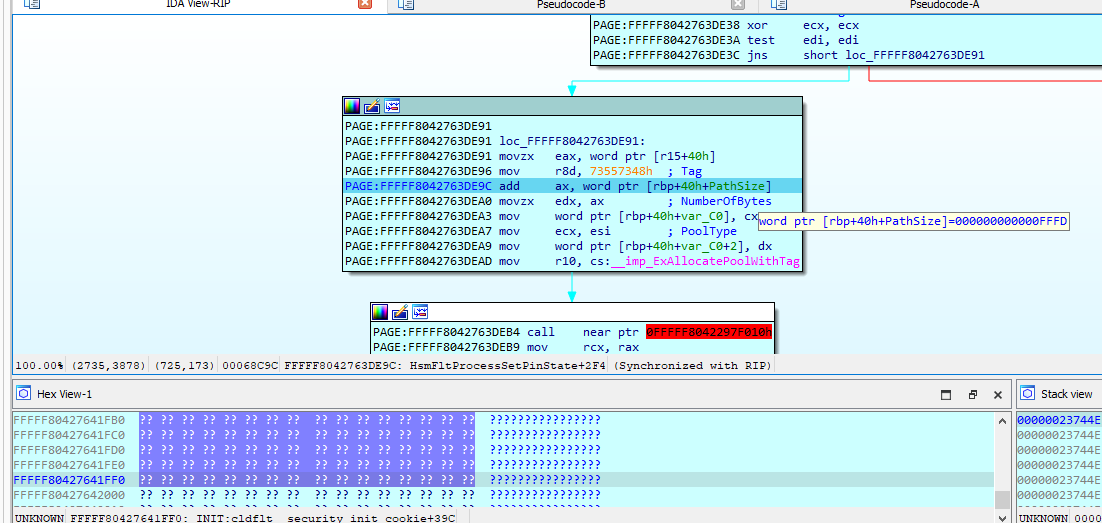 IDA View-RIP Pseudocode-B Pseudocode-A
PAGE:FFFFF8042763DE38 xor ecx, ecx
PAGE:FFFFF8042763DE3A test edi, edi
PAGE:FFFFF8042763DE3C jns short loc_FFFFF8042763DE91
PAGE:FFFFF8042763DE91
PAGE:FFFFF8042763DE91 loc_FFFFF8042763DE91:
PAGE:FFFFF8042763DE91 movzx eax, word ptr [r15+40h]
PAGE:FFFFF8042763DE96 mov r8d, 73557348h ; Tag
PAGE:FFFFF8042763DE9C add ax, word ptr [rbp+40h+PathSize]
PAGE:FFFFF8042763DEA0 movzx edx, ax ; NumberOfBytes
PAGE:FFFFF8042763DEA3 mov word ptr [rbp+40h+var_C0], cx
word ptr [rbp+40h+PathSize]=000000000000FFFD
PAGE:FFFFF8042763DEA7 mov ecx, esi ; PoolType
PAGE:FFFFF8042763DEA9 mov word ptr [rbp+40h+var_C0+2], dx
PAGE:FFFFF8042763DEAD mov r10, cs:__imp_ExAllocatePoolWithTag
PAGE:FFFFF8042763DEB4 call near ptr 0FFFFF8042297F010h
PAGE:FFFFF8042763DEB9 mov rcx, rax
100.00% (2735,3878) (725,173) 00068C9C FFFFF8042763DE9C: HsmFltProcessSetPinState+2F4 (Synchronized with RIP)
Hex View-1
FFFFF80427641FB0 ?? ?? ?? ?? ?? ?? ?? ?? ?? ?? ?? ?? ?? ?? ?? ?? ????????????????
FFFFF80427641FC0 ?? ?? ?? ?? ?? ?? ?? ?? ?? ?? ?? ?? ?? ?? ?? ?? ????????????????
FFFFF80427641FD0 ?? ?? ?? ?? ?? ?? ?? ?? ?? ?? ?? ?? ?? ?? ?? ?? ????????????????
FFFFF80427641FE0 ?? ?? ?? ?? ?? ?? ?? ?? ?? ?? ?? ?? ?? ?? ?? ?? ????????????????
FFFFF80427641FF0 ?? ?? ?? ?? ?? ?? ?? ?? ?? ?? ?? ?? ?? ?? ?? ?? ????????????????
FFFFF80427642000 ?? ?? ?? ?? ?? ?? ?? ?? ?? ?? ?? ?? ?? ?? ?? ?? ????????????????
UNKNOWN FFFFF80427641FF0: INIT:cldflt__security_init_cookie+39C
Stack view
00000023744E
00000023744E
00000023744E
00000023744E
00000023744E
00000023744E
UNKNOWN 0000